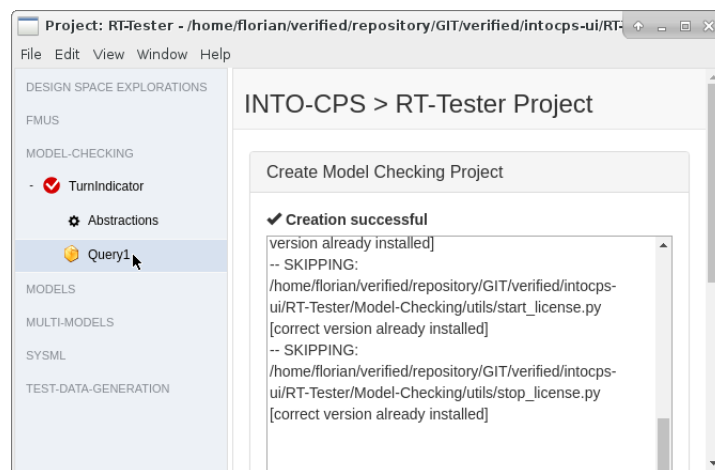 Project: RT-Tester - /home/florian/verified/repository/GIT/verified/intocps-ui/RT-
File Edit View Window Help
DESIGN SPACE EXPLORATIONS
FMUS
MODEL-CHECKING
- TurnIndicator
Abstractions
Query1
MODELS
MULTI-MODELS
SYSML
TEST-DATA-GENERATION
INTO-CPS > RT-Tester Project
Create Model Checking Project
Creation successful
version already installed]
-- SKIPPING:
/home/florian/verified/repository/GIT/verified/intocps-
ui/RT-Tester/Model-Checking/utils/start_license.py
[correct version already installed]
-- SKIPPING:
/home/florian/verified/repository/GIT/verified/intocps-
ui/RT-Tester/Model-Checking/utils/stop_license.py
[correct version already installed]